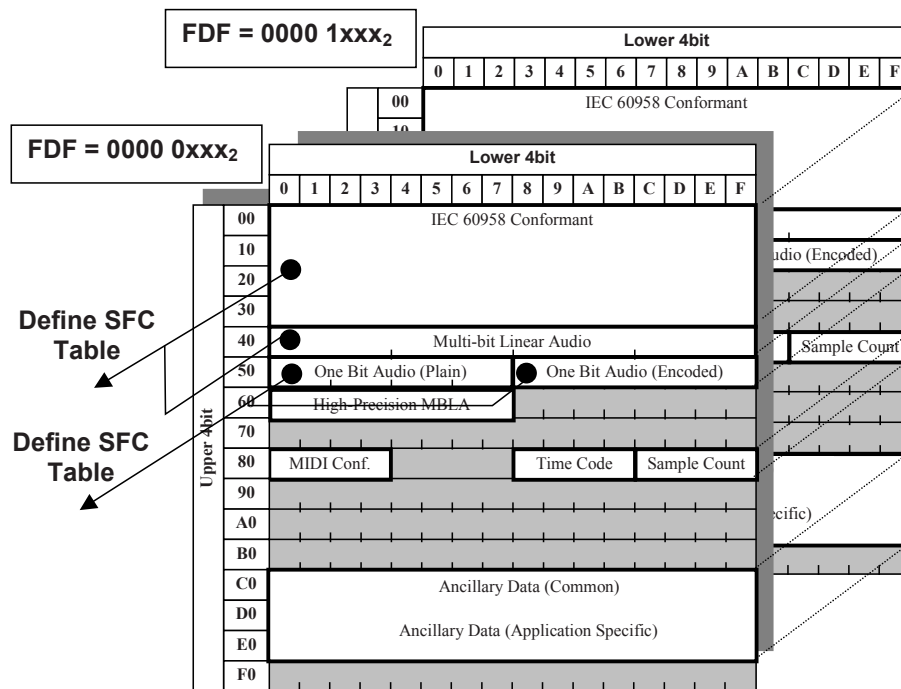 FDF = 0000 1xxx₂
Lower 4bit
0 1 2 3 4 5 6 7 8 9 A B C D E F
00 IEC 60958 Conformant
10
FDF = 0000 0xxx₂
Lower 4bit
0 1 2 3 4 5 6 7 8 9 A B C D E F
Upper 4bit
00 IEC 60958 Conformant
10
20
30
40 Multi-bit Linear Audio
50 One Bit Audio (Plain) One Bit Audio (Encoded)
60 High-Precision MBLA
70
80 MIDI Conf. Time Code Sample Count
90
A0
B0
C0 Ancillary Data (Common)
D0
Ancillary Data (Application Specific)
E0
F0
Define SFC
Table
Define SFC
Table
udio (Encoded)
Sample Count
ecific)